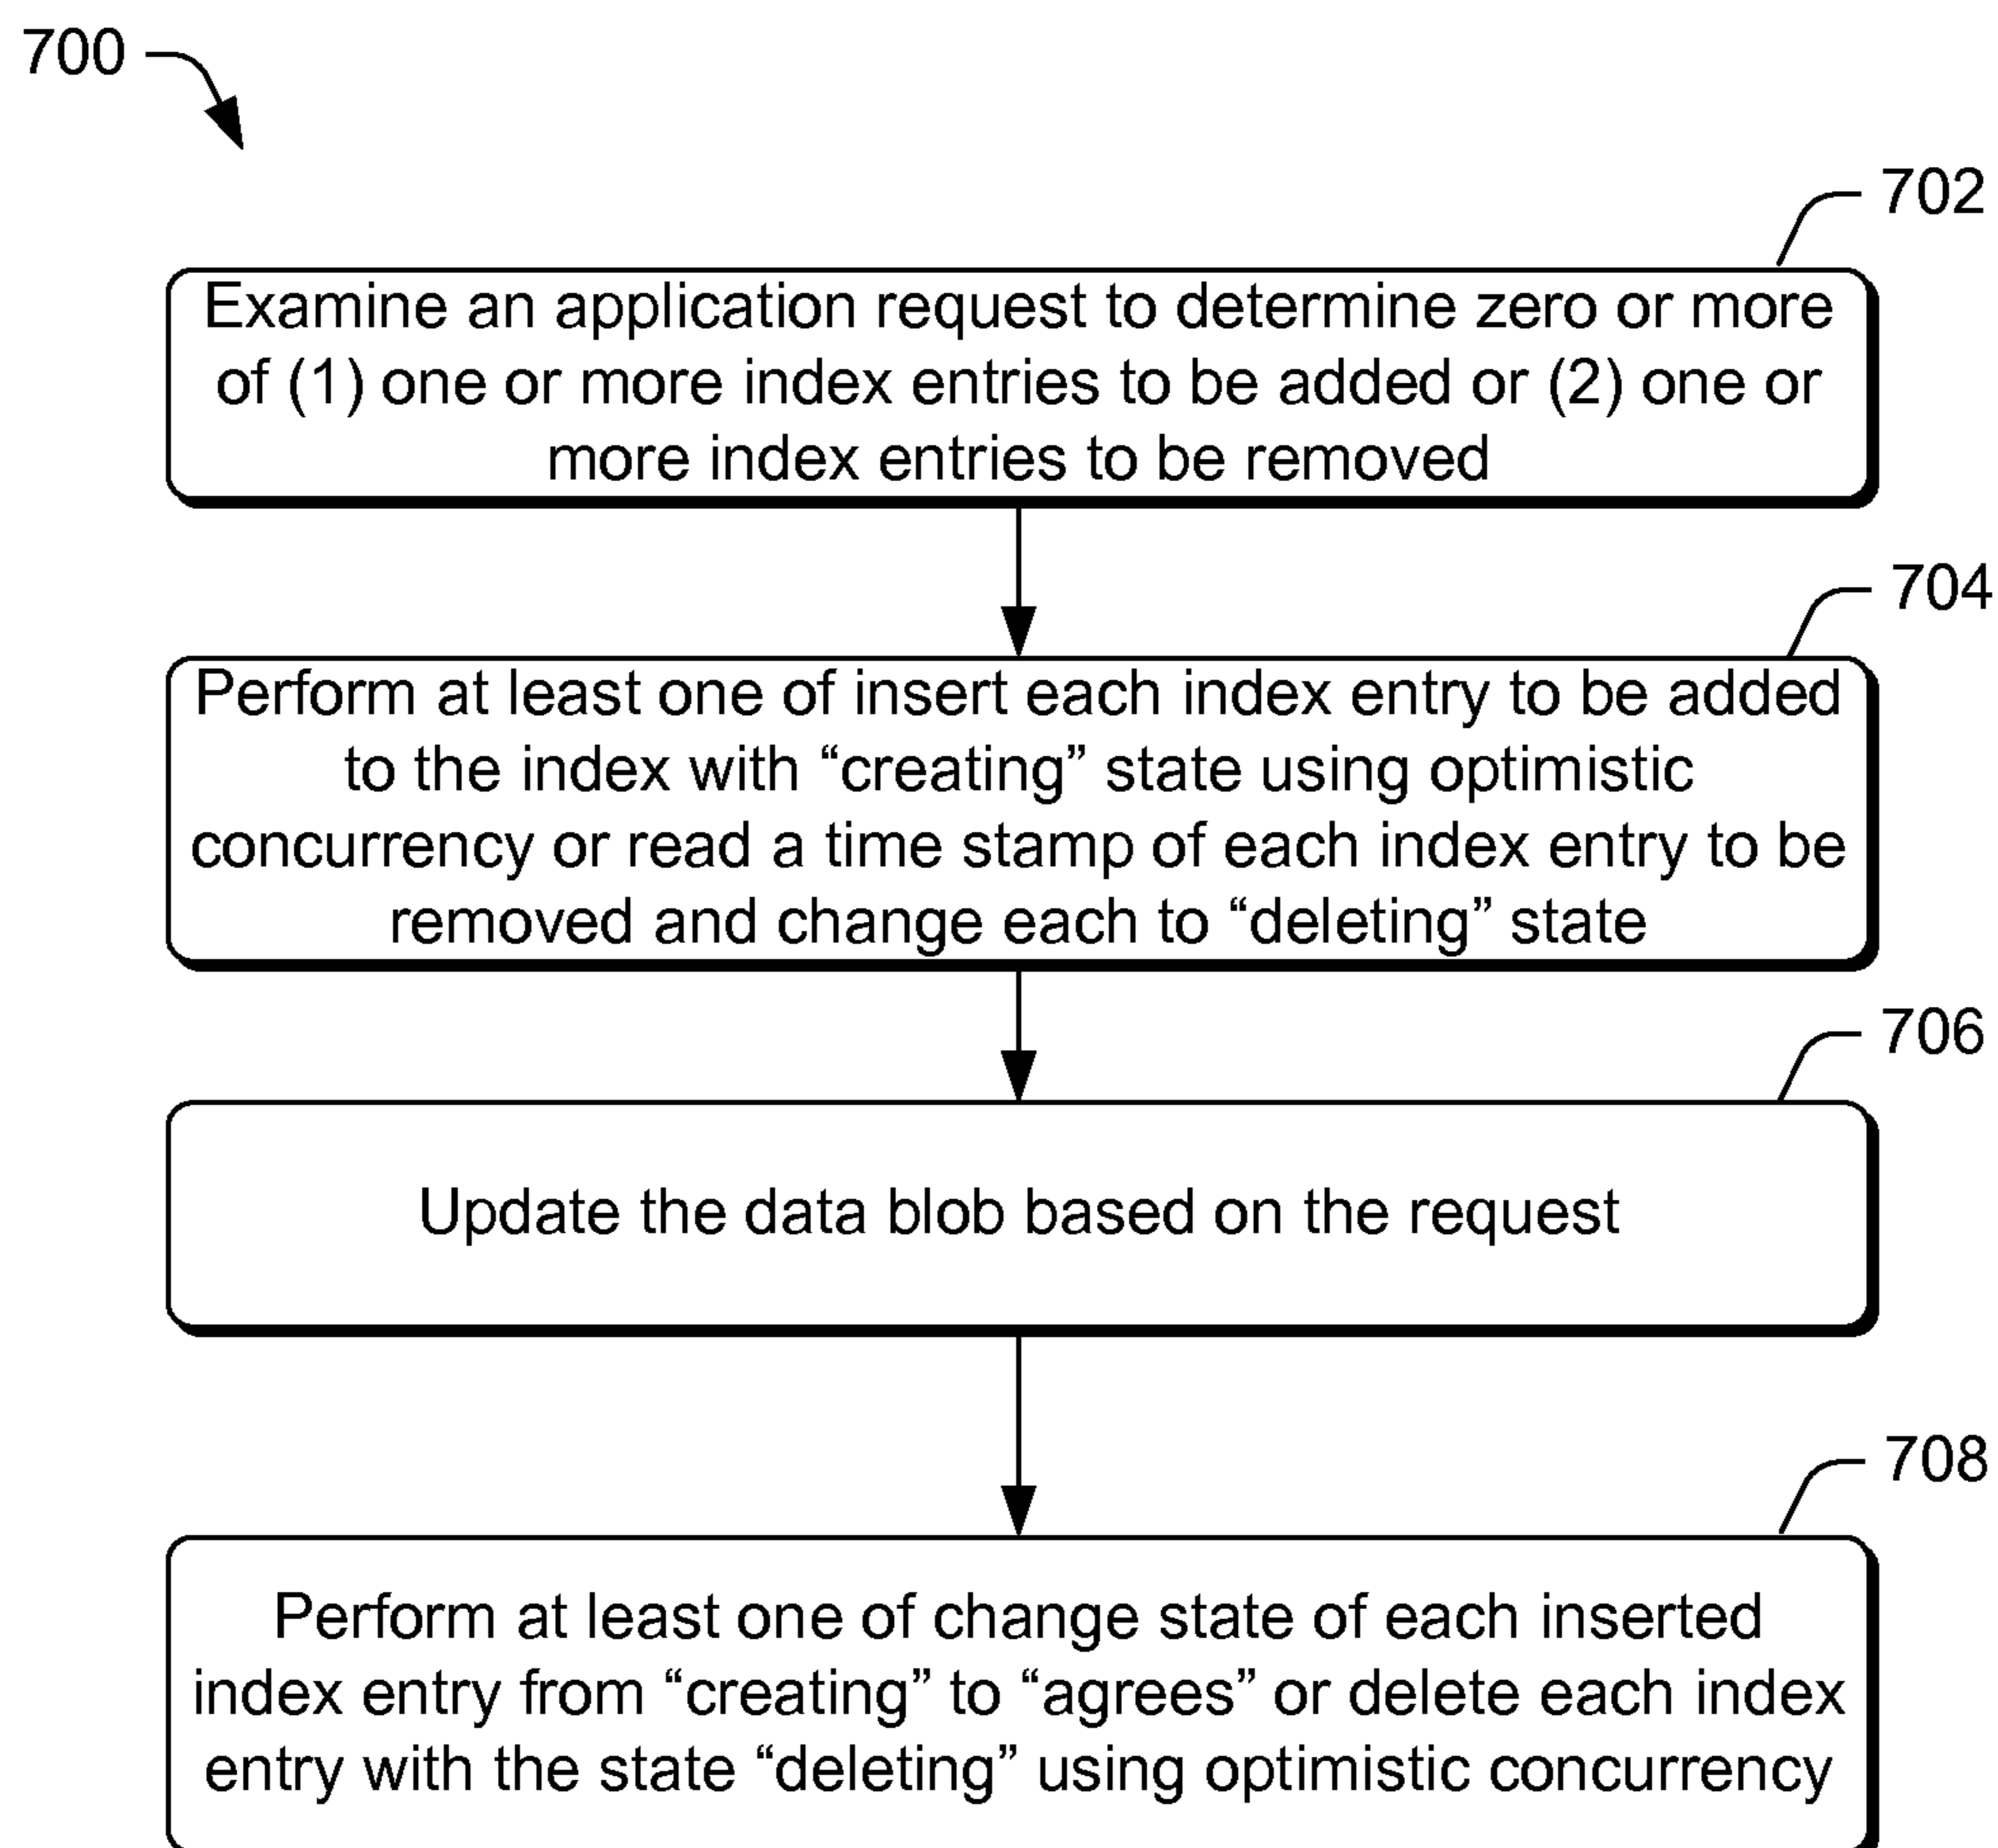 700
702
Examine an application request to determine zero or more
of (1) one or more index entries to be added or (2) one or
more index entries to be removed
704
Perform at least one of insert each index entry to be added
to the index with “creating” state using optimistic
concurrency or read a time stamp of each index entry to be
removed and change each to “deleting” state
706
Update the data blob based on the request
708
Perform at least one of change state of each inserted
index entry from “creating” to “agrees” or delete each index
entry with the state “deleting” using optimistic concurrency